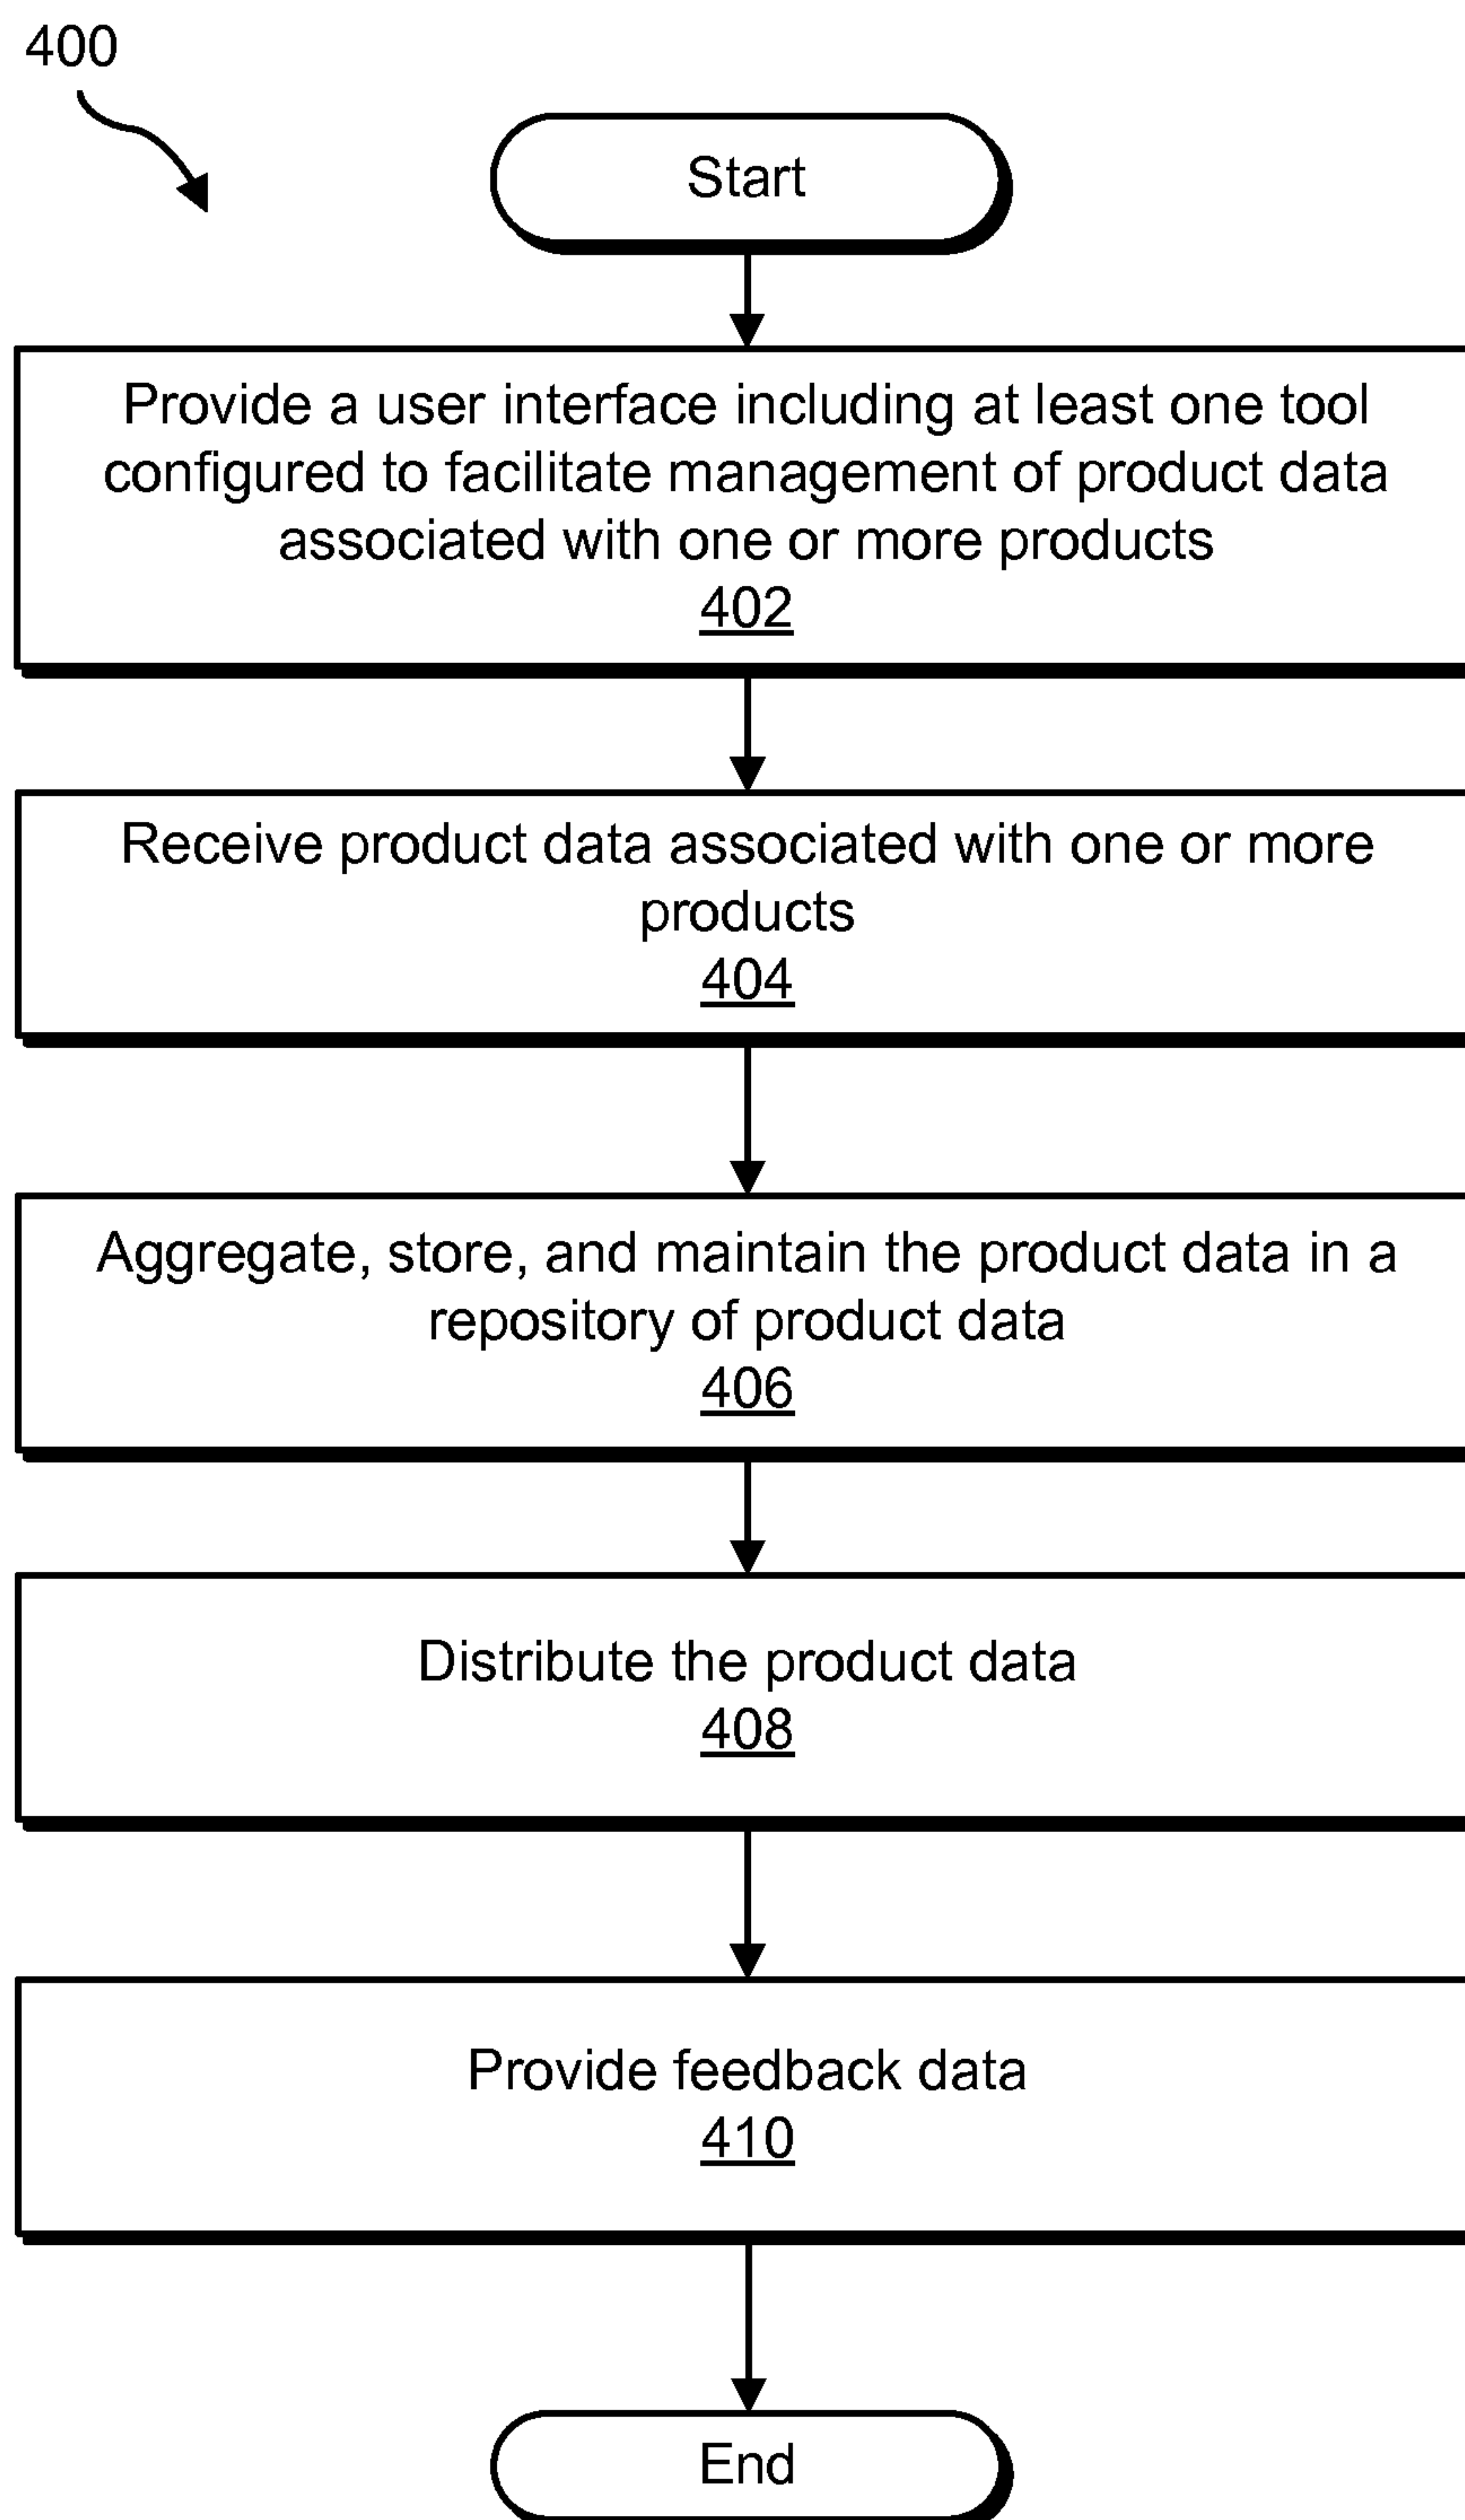 400
Start
Provide a user interface including at least one tool
configured to facilitate management of product data
associated with one or more products
402
Receive product data associated with one or more
products
404
Aggregate, store, and maintain the product data in a
repository of product data
406
Distribute the product data
408
Provide feedback data
410
End